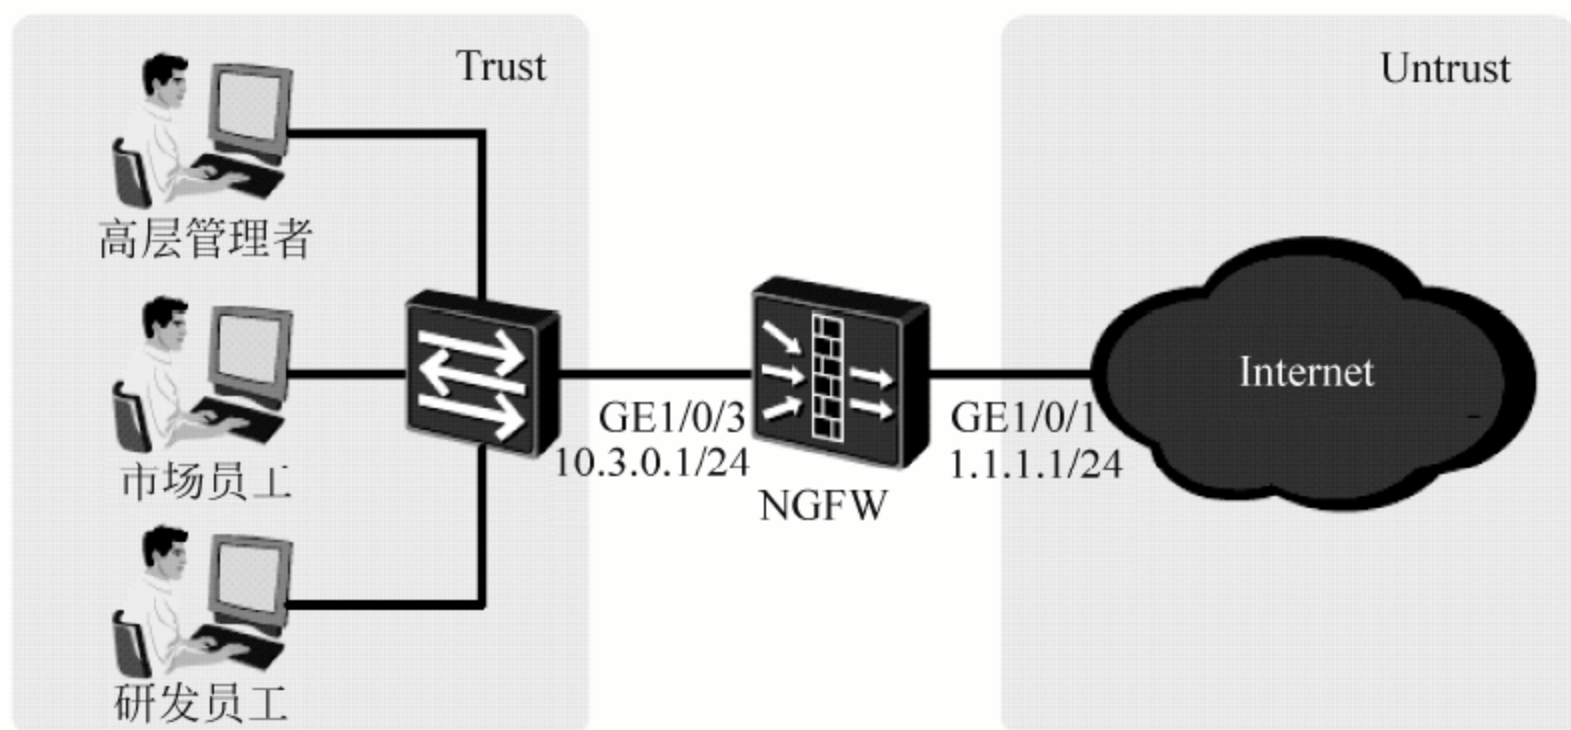 Trust
Untrust
高层管理者
Internet
GE1/0/3
10.3.0.1/24
GE1/0/1
1.1.1.1/24
市场员工
NGFW
研发员工